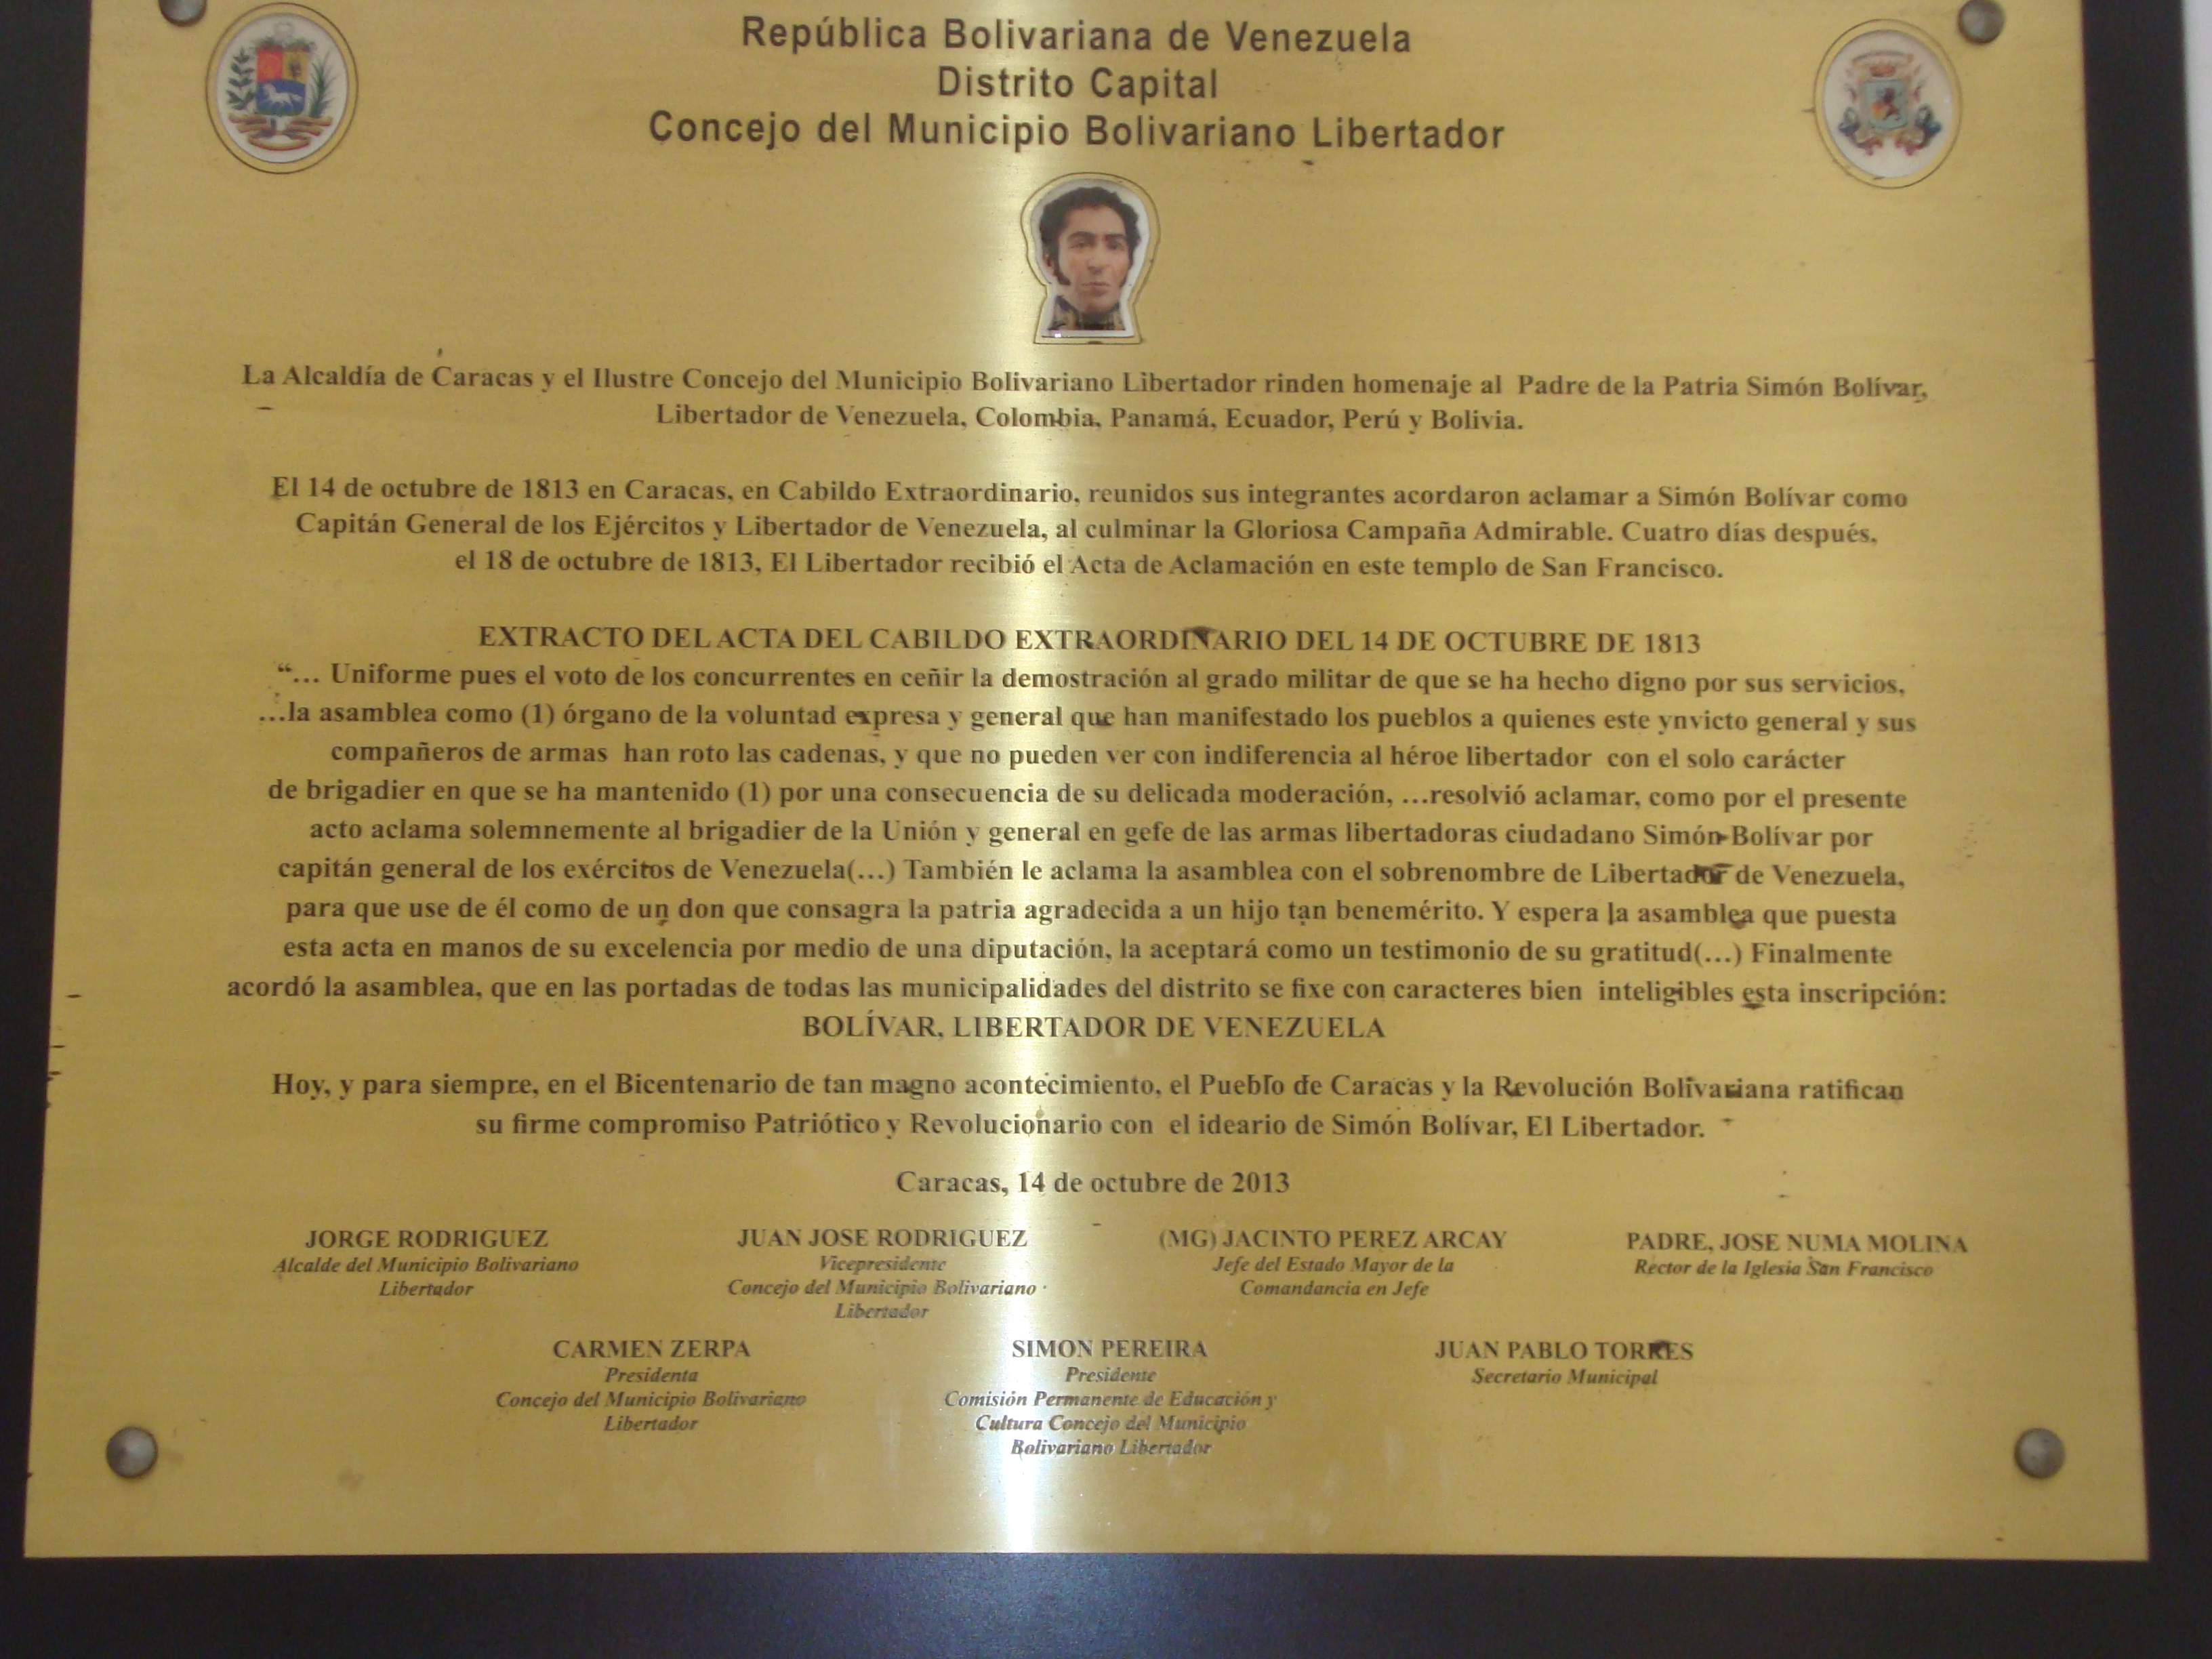 República Bolivariana de Venezuela
Distrito Capital
Concejo del Municipio Bolivariano Libertador
La Alcaldía de Caracas y el Ilustre Concejo del Municipio Bolivariano Libertador rinden homenaje al Padre de la Patria Simón Bolívar,
Libertador de Venezuela, Colombia, Panamá, Ecuador, Perú y Bolivia.
El 14 de octubre de 1813 en Caracas, en Cabildo Extraordinario, reunidos sus integrantes acordaron aclamar a Simón Bolívar como
Capitán General de los Ejércitos y Libertador de Venezuela, al culminar la Gloriosa Campaña Admirable. Cuatro días después,
el 18 de octubre de 1813, El Libertador recibió el Acta de Aclamación en este templo de San Francisco.
EXTRACTO DEL ACTA DEL CABILDO EXTRAORDINARIO DEL 14 DE OCTUBRE DE 1813
“... Uniforme pues el voto de los concurrentes en ceñir la demostración al grado militar de que se ha hecho digno por sus servicios,
...la asamblea como (1) órgano de la voluntad expresa y general que han manifestado los pueblos a quienes este ynvicto general y sus
compañeros de armas han roto las cadenas, y que no pueden ver con indiferencia al héroe libertador con el solo carácter
de brigadier en que se ha mantenido (1) por una consecuencia de su delicada moderación, ...resolvió aclamar, como por el presente
acto aclama solemnemente al brigadier de la Unión y general en gefe de las armas libertadoras ciudadano Simón Bolívar por
capitán general de los exércitos de Venezuela(...) También le aclama la asamblea con el sobrenombre de Libertador de Venezuela,
para que use de él como de un don que consagra la patria agradecida a un hijo tan benemérito. Y espera la asamblea que puesta
esta acta en manos de su excelencia por medio de una diputación, la aceptará como un testimonio de su gratitud(...) Finalmente
acordó la asamblea, que en las portadas de todas las municipalidades del distrito se fixe con caracteres bien inteligibles esta inscripción:
BOLÍVAR, LIBERTADOR DE VENEZUELA
Hoy, y para siempre, en el Bicentenario de tan magno acontecimiento, el Pueblo de Caracas y la Revolución Bolivariana ratifican
su firme compromiso Patriótico y Revolucionario con el ideario de Simón Bolívar, El Libertador.
Caracas, 14 de octubre de 2013
JORGE RODRIGUEZ
Alcalde del Municipio Bolivariano
Libertador
JUAN JOSE RODRIGUEZ
Vicepresidente
Concejo del Municipio Bolivariano
Libertador
(MG) JACINTO PEREZ ARCAY
Jefe del Estado Mayor de la
Comandancia en Jefe
PADRE, JOSE NUMA MOLINA
Rector de la Iglesia San Francisco
CARMEN ZERPA
Presidenta
Concejo del Municipio Bolivariano
Libertador
SIMON PEREIRA
Presidente
Comisión Permanente de Educación y
Cultura Concejo del Municipio
Bolivariano Libertador
JUAN PABLO TORRES
Secretario Municipal